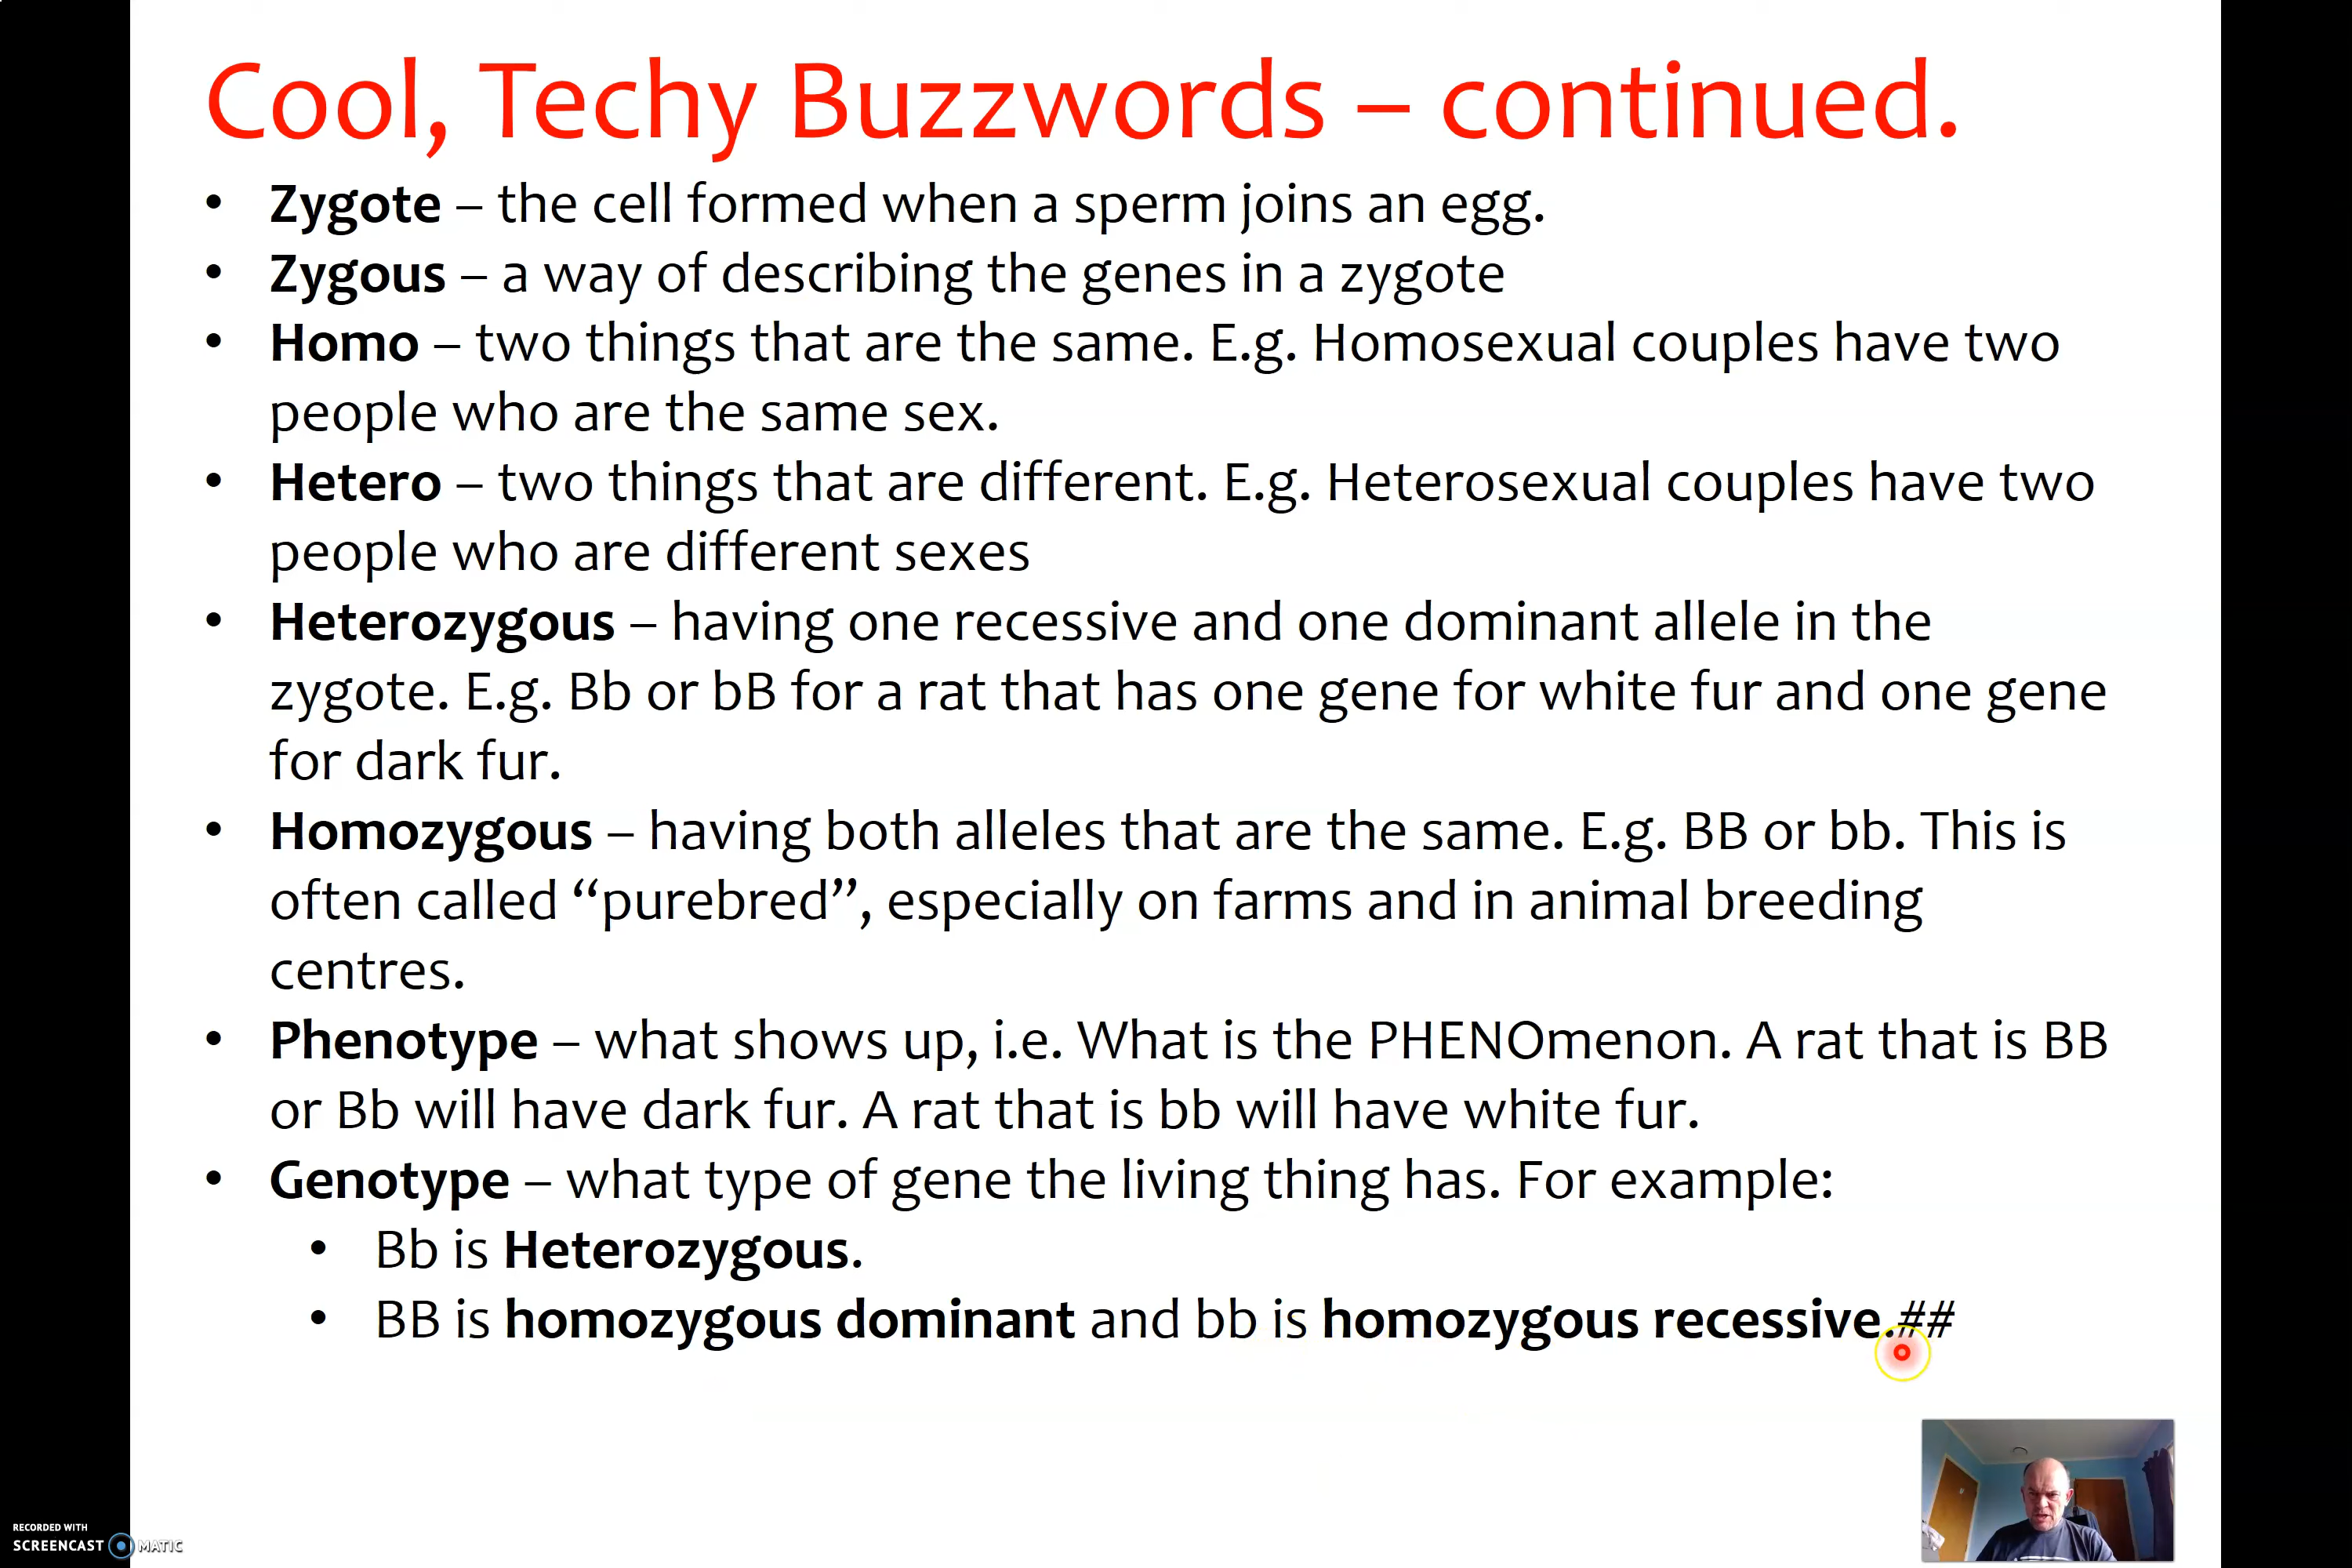 Cool, Techy Buzzwords – continued.
• Zygote – the cell formed when a sperm joins an egg.
• Zygous – a way of describing the genes in a zygote
• Homo – two things that are the same. E.g. Homosexual couples have two
people who are the same sex.
• Hetero – two things that are different. E.g. Heterosexual couples have two
people who are different sexes
• Heterozygous – having one recessive and one dominant allele in the
zygote. E.g. Bb or bB for a rat that has one gene for white fur and one gene
for dark fur.
• Homozygous – having both alleles that are the same. E.g. BB or bb. This is
often called “purebred”, especially on farms and in animal breeding
centres.
• Phenotype – what shows up, i.e. What is the PHENOmenon. A rat that is BB
or Bb will have dark fur. A rat that is bb will have white fur.
• Genotype – what type of gene the living thing has. For example:
• Bb is Heterozygous.
• BB is homozygous dominant and bb is homozygous recessive.##
RECORDED WITH
SCREENCAST MATIC